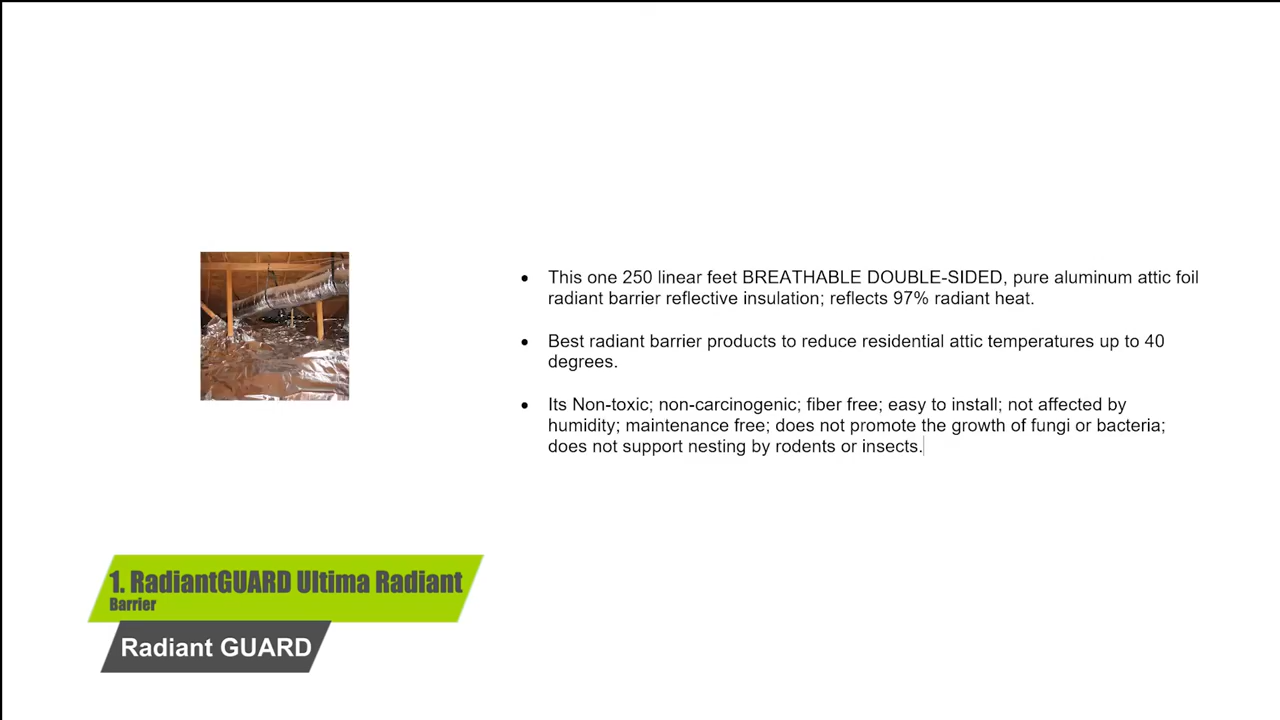 • This one 250 linear feet BREATHABLE DOUBLE-SIDED, pure aluminum attic foil
radiant barrier reflective insulation; reflects 97% radiant heat.
• Best radiant barrier products to reduce residential attic temperatures up to 40
degrees.
• Its Non-toxic; non-carcinogenic; fiber free; easy to install; not affected by
humidity; maintenance free; does not promote the growth of fungi or bacteria;
does not support nesting by rodents or insects.
1. RadiantGUARD Ultima Radiant
Barrier
Radiant GUARD